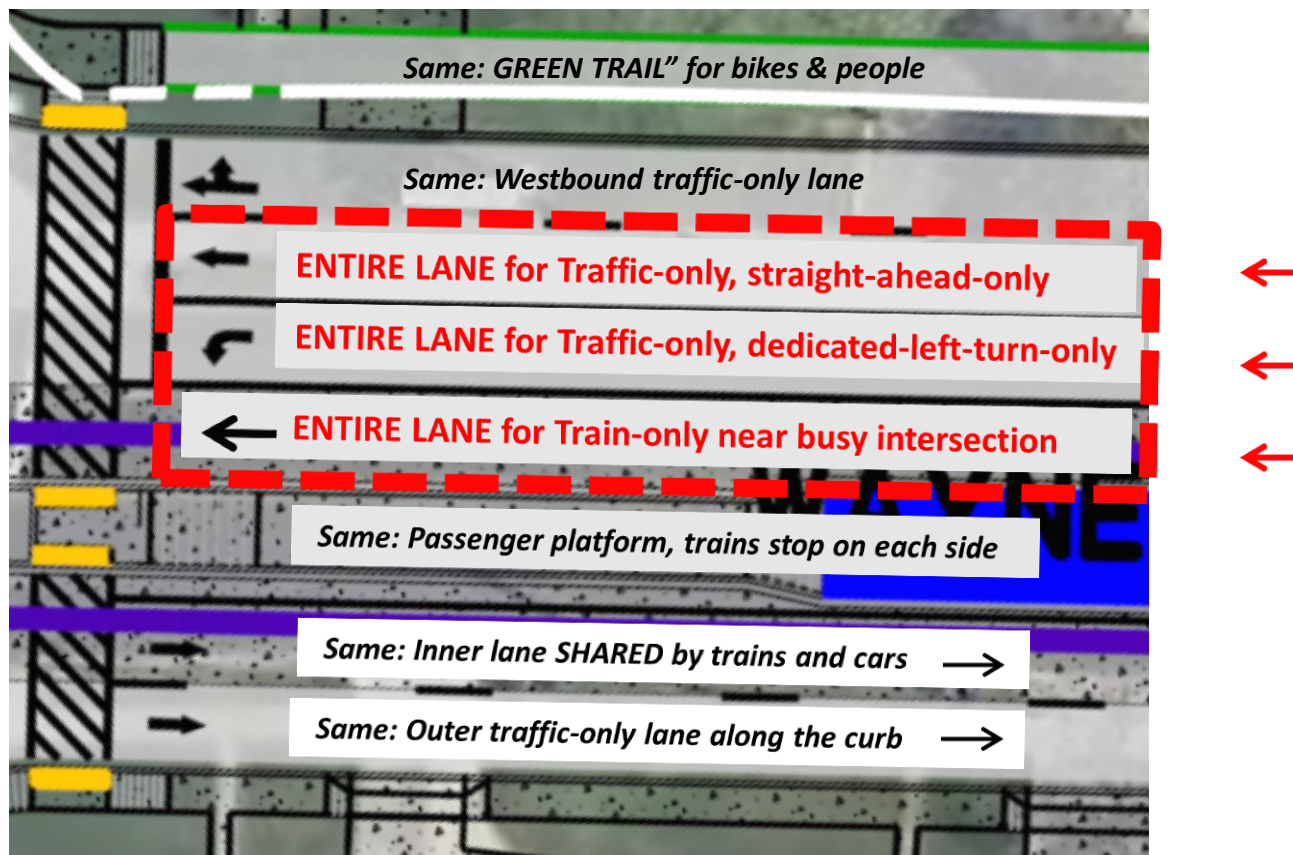 Same: GREEN TRAIL” for bikes & people
Same: Westbound traffic-only lane
ENTIRE LANE for Traffic-only, straight-ahead-only
ENTIRE LANE for Traffic-only, dedicated-left-turn-only
ENTIRE LANE for Train-only near busy intersection
WAYNE
Same: Passenger platform, trains stop on each side
Same: Inner lane SHARED by trains and cars
Same: Outer traffic-only lane along the curb